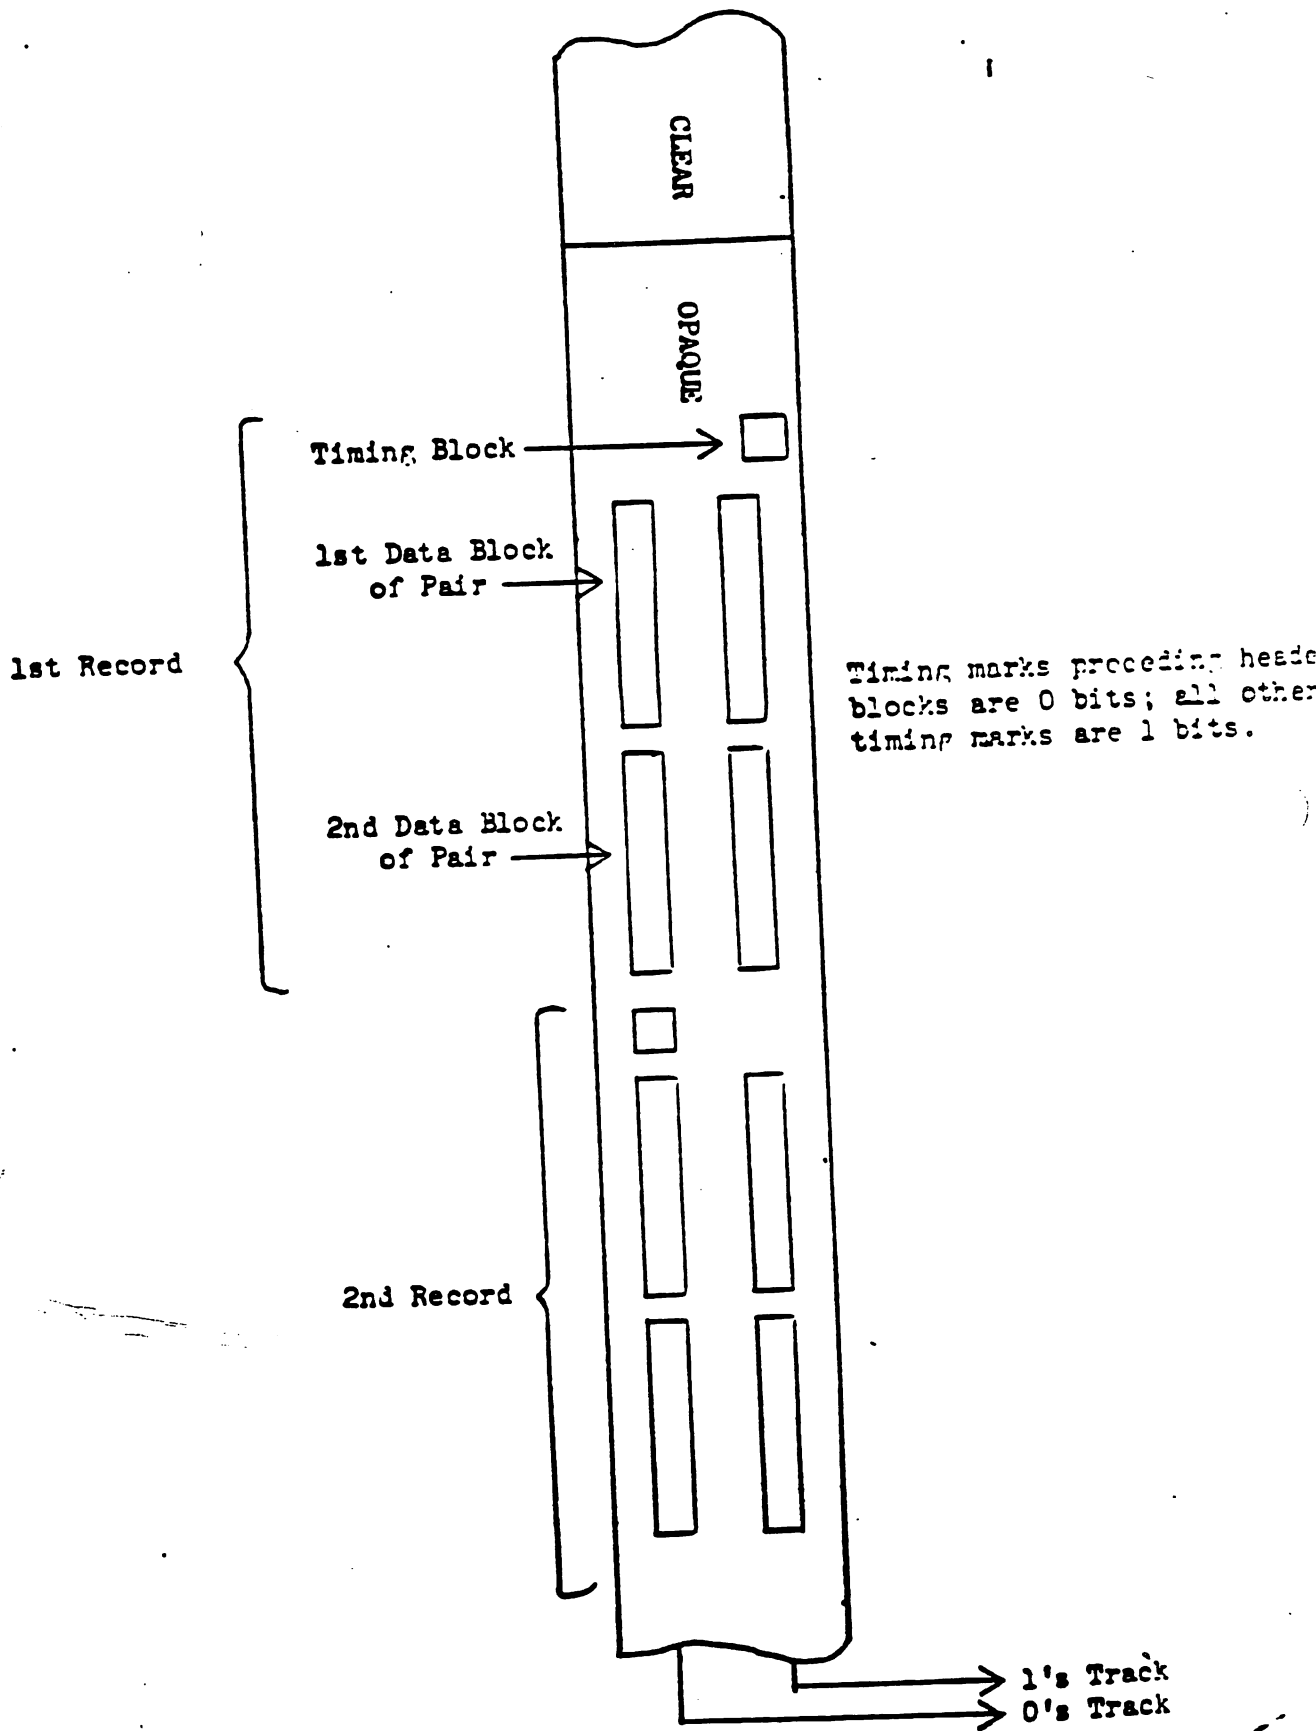 CLEAR
OPAQUE
Timing Block
1st Data Block
of Pair
1st Record
Timing marks preceding heade
blocks are 0 bits; all other
timing marks are 1 bits.
2nd Data Block
of Pair
2nd Record
1's Track
0's Track